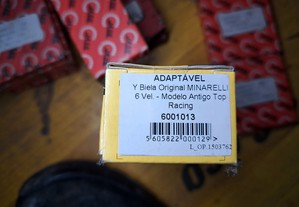 ADAPTÁVEL
Y Biela Original MINARELLI
6 Vel. - Modelo Antigo Top
Racing
6001013
5 605822 000129 >
L_OP.1503762